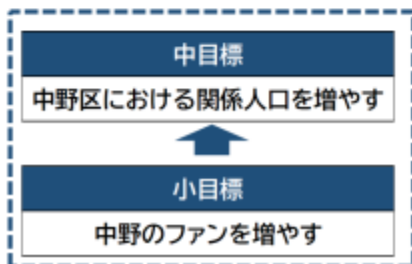 中目標
中野区における関係人口を増やす
小目標
中野のファンを増やす